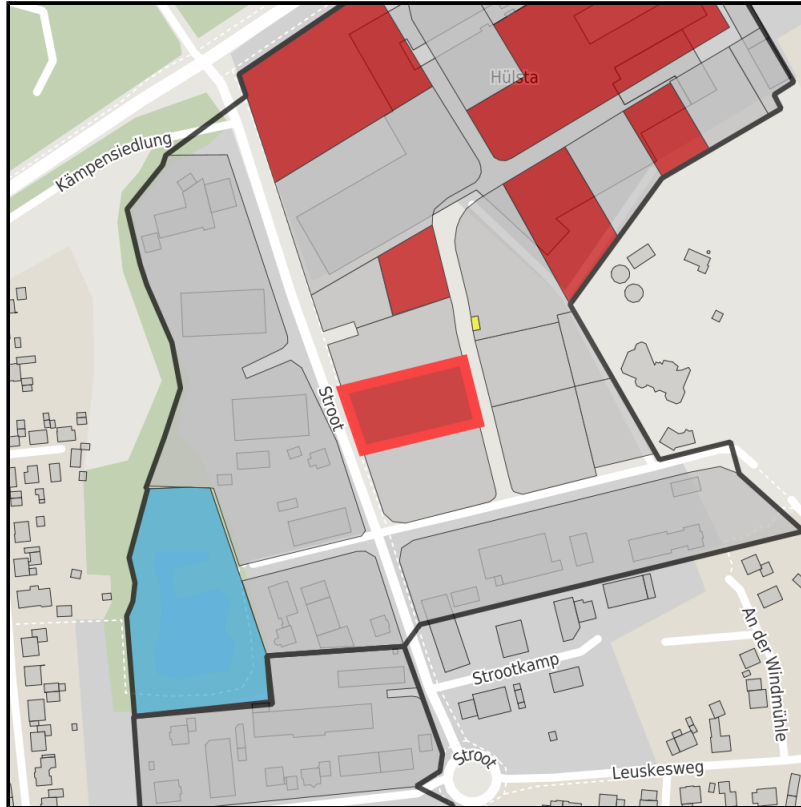 Hülsta
Kämpensiedlung
Stroot
Strootkamp
An der Windmühle
Stroot
Leuskesweg